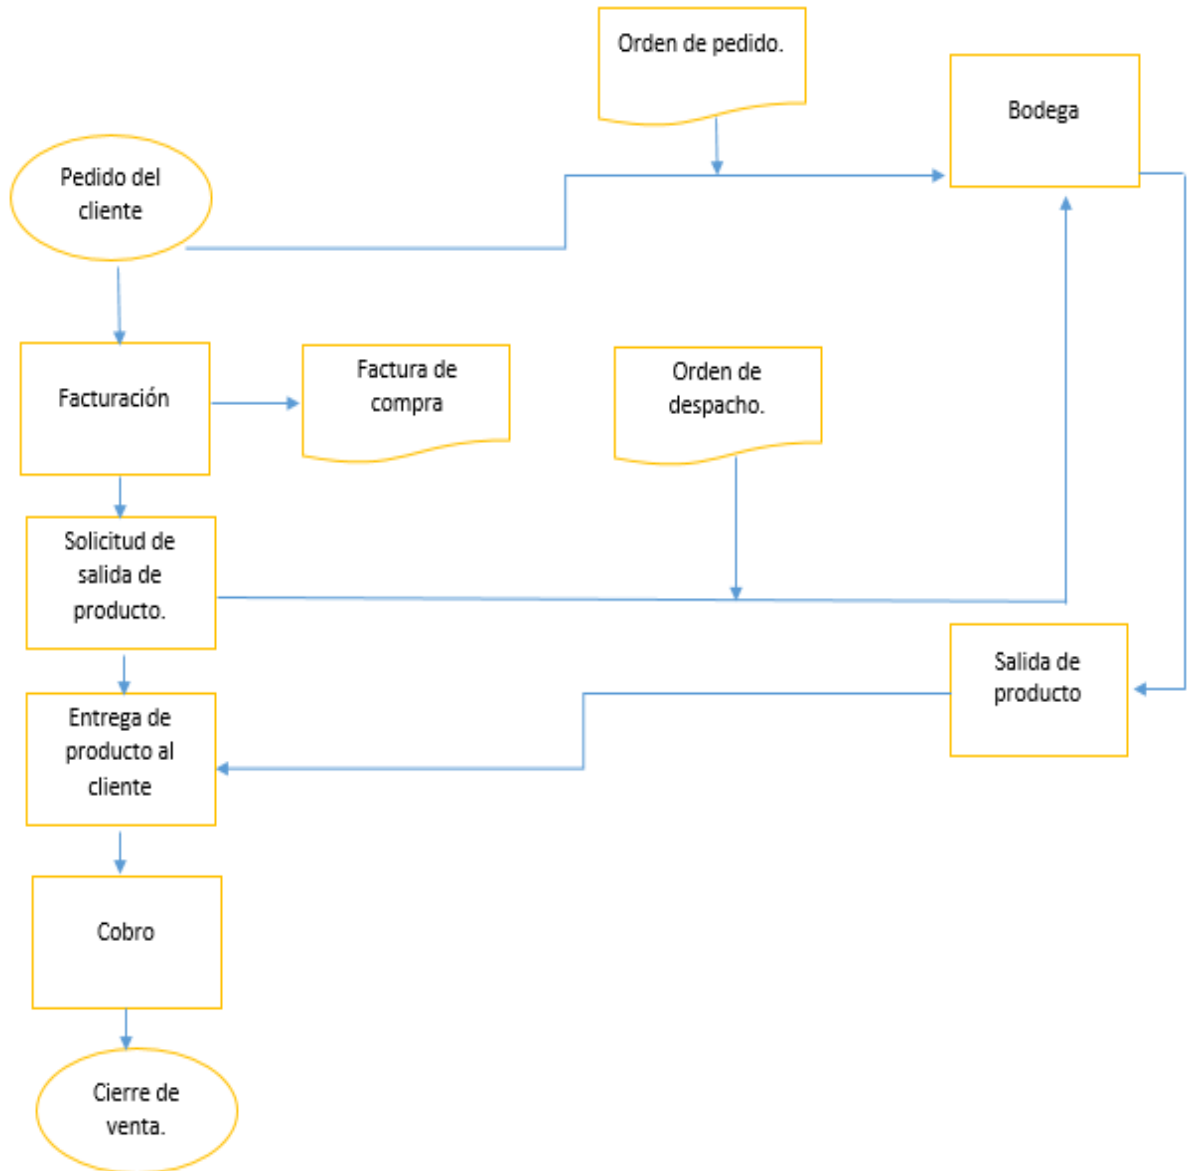 Orden de pedido.
Bodega
Pedido del
cliente
Facturación
Factura de
compra
Orden de
despacho.
Solicitud de
salida de
producto.
Salida de
producto
Entrega de
producto al
cliente
Cobro
Cierre de
venta.